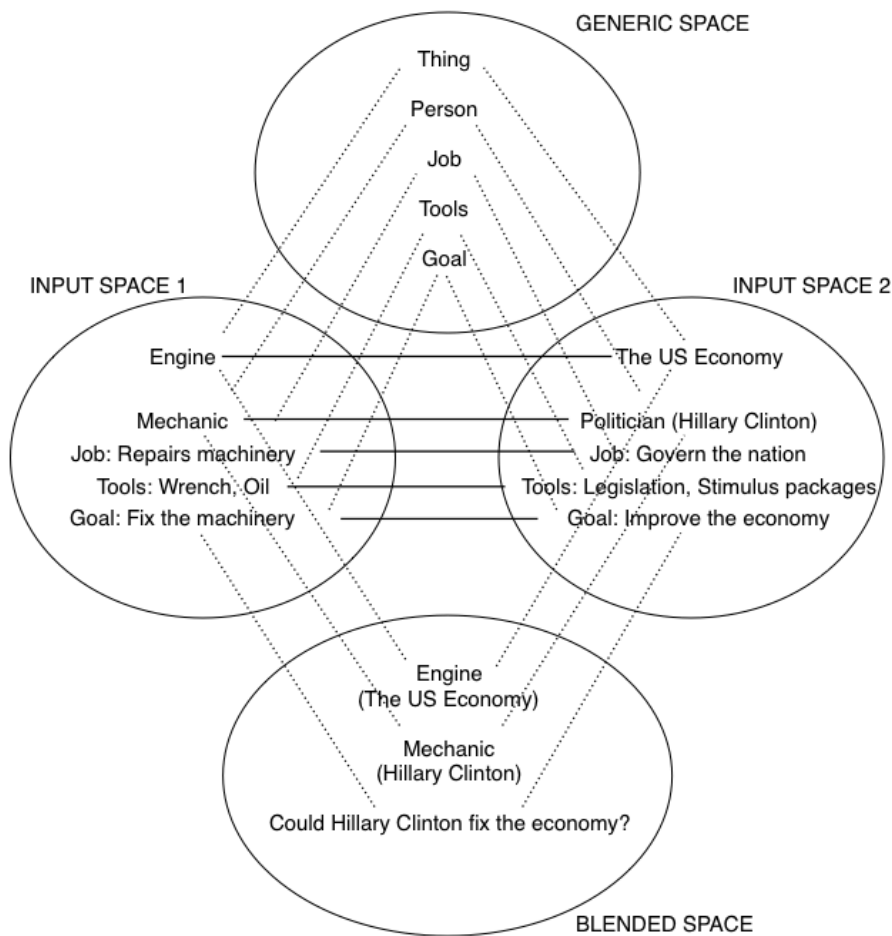 GENERIC SPACE
Thing
Person
Job
Tools
Goal
INPUT SPACE 1
INPUT SPACE 2
Engine
The US Economy
Mechanic
Politician (Hillary Clinton)
Job: Repairs machinery
Job: Govern the nation
Tools: Wrench, Oil
Tools: Legislation, Stimulus packages
Goal: Fix the machinery
Goal: Improve the economy
Engine
(The US Economy)
Mechanic
(Hillary Clinton)
Could Hillary Clinton fix the economy?
BLENDED SPACE